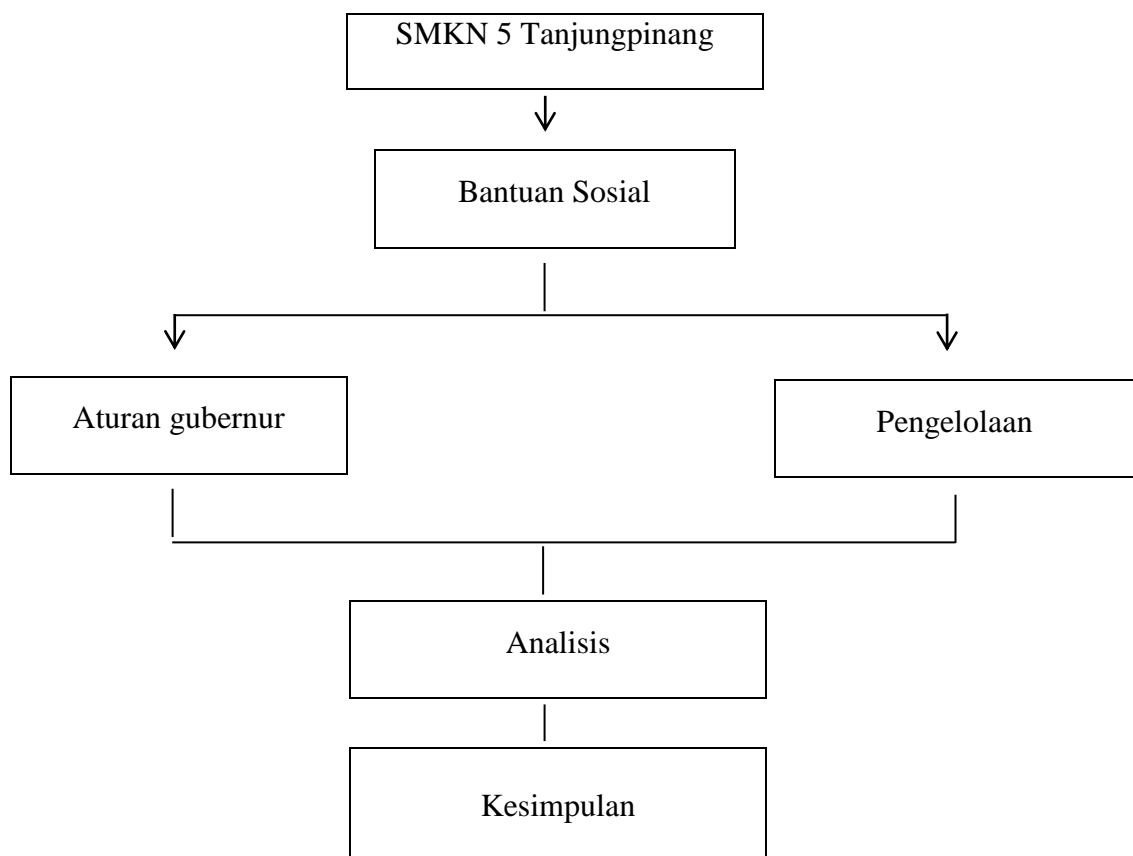 SMKN 5 Tanjungpinang
Bantuan Sosial
Aturan gubernur
Pengelolaan
Analisis
Kesimpulan